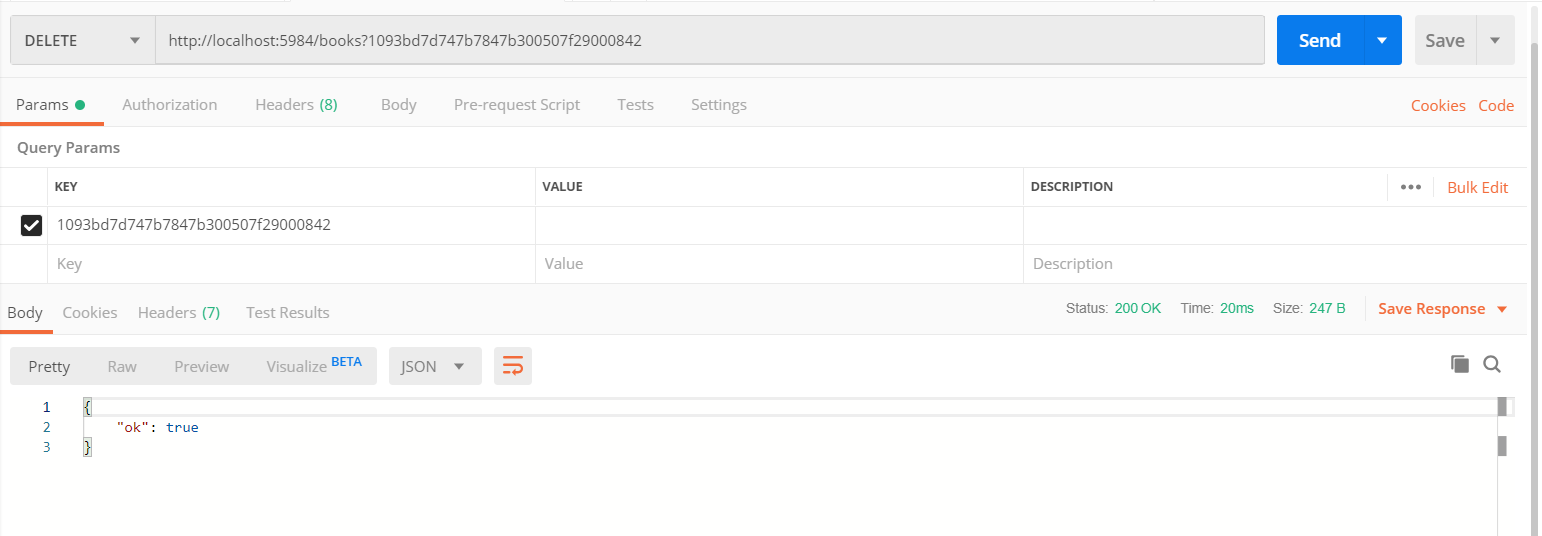 DELETE http://localhost:5984/books?1093bd7d747b7847b300507f29000842 Send Save
Params Authorization Headers (8) Body Pre-request Script Tests Settings Cookies Code
Query Params
KEY VALUE DESCRIPTION ••• Bulk Edit
1093bd7d747b7847b300507f29000842
Key Value Description
Body Cookies Headers (7) Test Results Status: 200 OK Time: 20ms Size: 247 B Save Response
Pretty Raw Preview Visualize BETA JSON
1 {
2 "ok": true
3 }